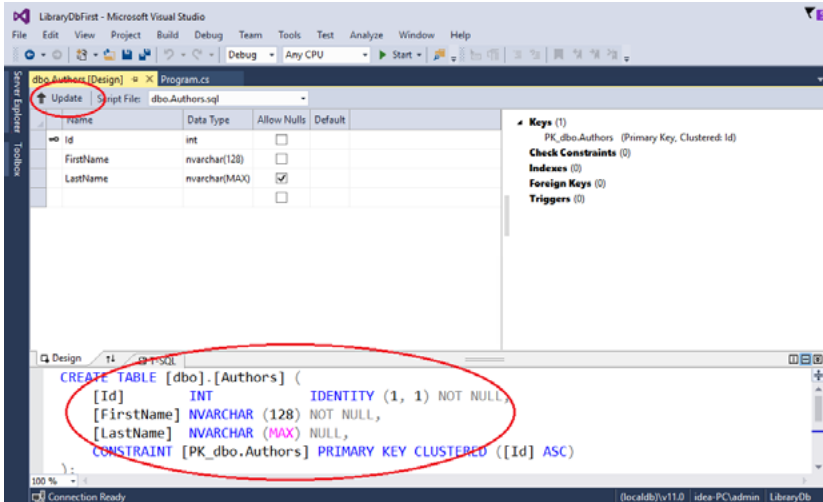 LibraryDbFirst - Microsoft Visual Studio
File Edit View Project Build Debug Team Tools Test Analyze Window Help
Debug Any CPU Start
dbo.Authors [Design] Program.cs
Server Explorer
Toolbox
Update Script File: dbo.Authors.sql
Name Data Type Allow Nulls Default
Id int
FirstName nvarchar(128)
LastName nvarchar(MAX)
Keys (1)
PK_dbo.Authors (Primary Key, Clustered: Id)
Check Constraints (0)
Indexes (0)
Foreign Keys (0)
Triggers (0)
Design T-SQL
CREATE TABLE [dbo].[Authors] (
[Id] INT IDENTITY (1, 1) NOT NULL,
[FirstName] NVARCHAR (128) NOT NULL,
[LastName] NVARCHAR (MAX) NULL,
CONSTRAINT [PK_dbo.Authors] PRIMARY KEY CLUSTERED ([Id] ASC)
);
100 %
Connection Ready (localdb)\v11.0 idea-PC\admin LibraryDb